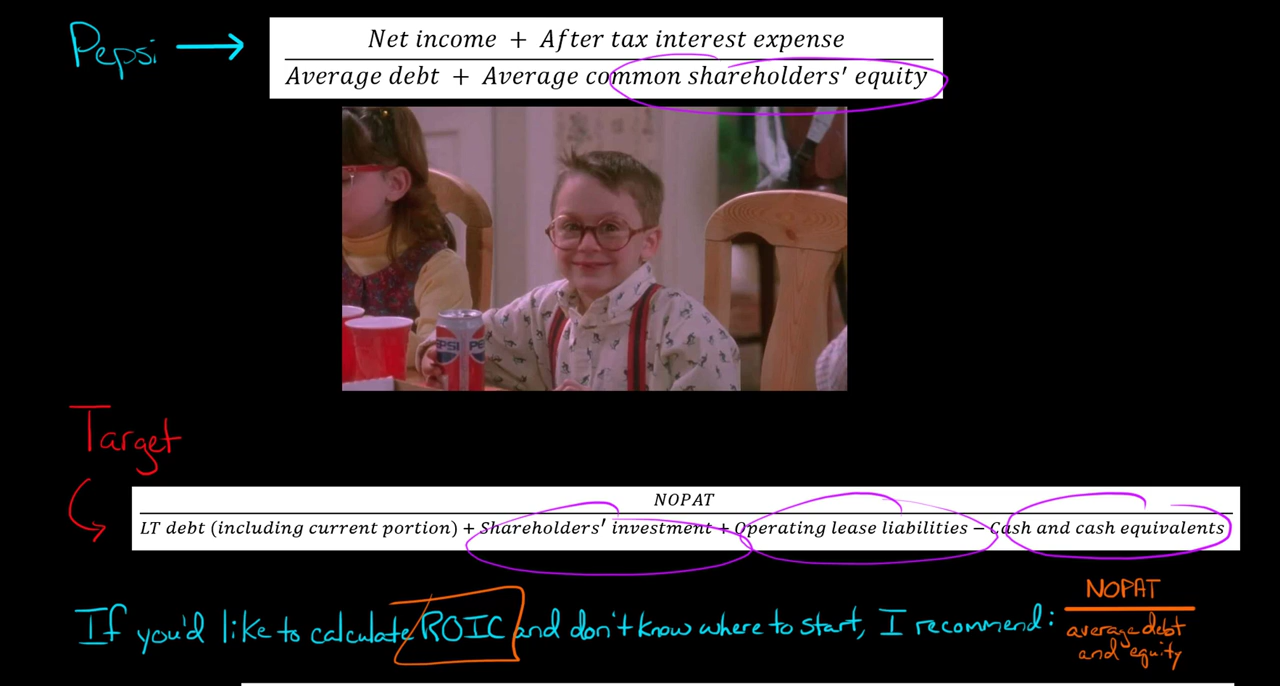 Pepsi →
Net income + After tax interest expense
Average debt + Average common shareholders' equity
PEPSI PE
Target
NOPAT
LT debt (including current portion) + Shareholders' investment + Operating lease liabilities − Cash and cash equivalents
If you'd like to calculate ROIC and don't know where to start, I recommend:
NOPAT
average debt
and equity